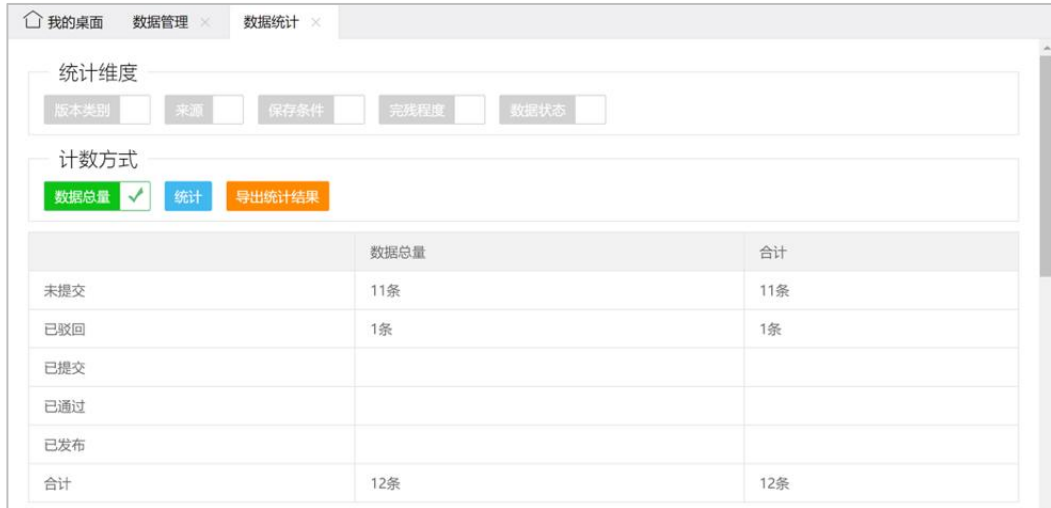 我的桌面 数据管理 数据统计
统计维度
版本类别 来源 保存条件 完残程度 数据状态
计数方式
数据总量 统计 导出统计结果
数据总量 合计
未提交 11条 11条
已驳回 1条 1条
已提交
已通过
已发布
合计 12条 12条